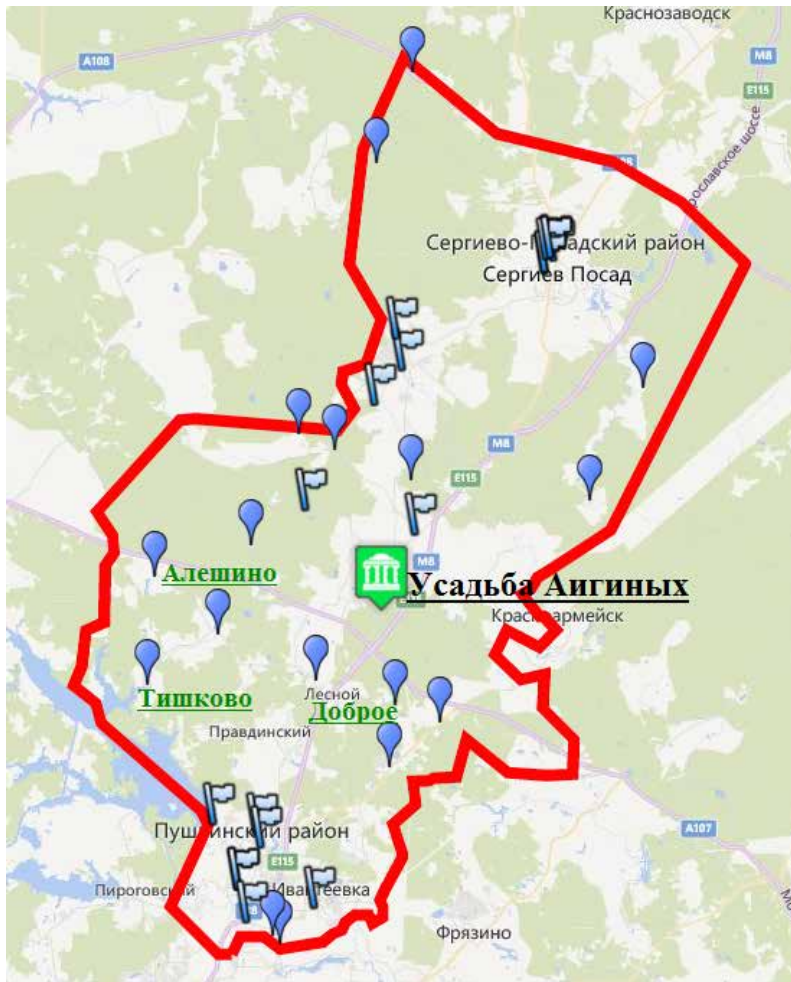 Краснозаводск
A108
M8
E115
Ярославское шоссе
Сергиево-Посадский район
Сергиев Посад
M8
E115
M8
Алешино
Усадьба Аигиных
Красноармейск
Тишково
Лесной
Доброе
Правдинский
A107
Пушкинский район
E115
Пироговский
Ивантеевка
Фрязино